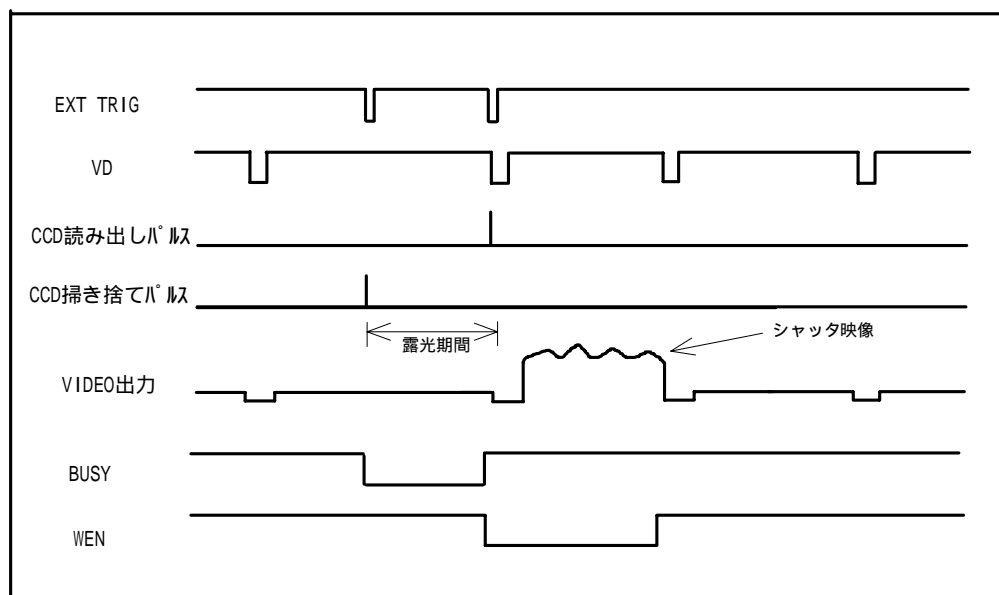 EXT TRIG
VD
CCD読み出しパルス
CCD掃き捨てパルス
露光期間
シャッタ映像
VIDEO出力
BUSY
WEN